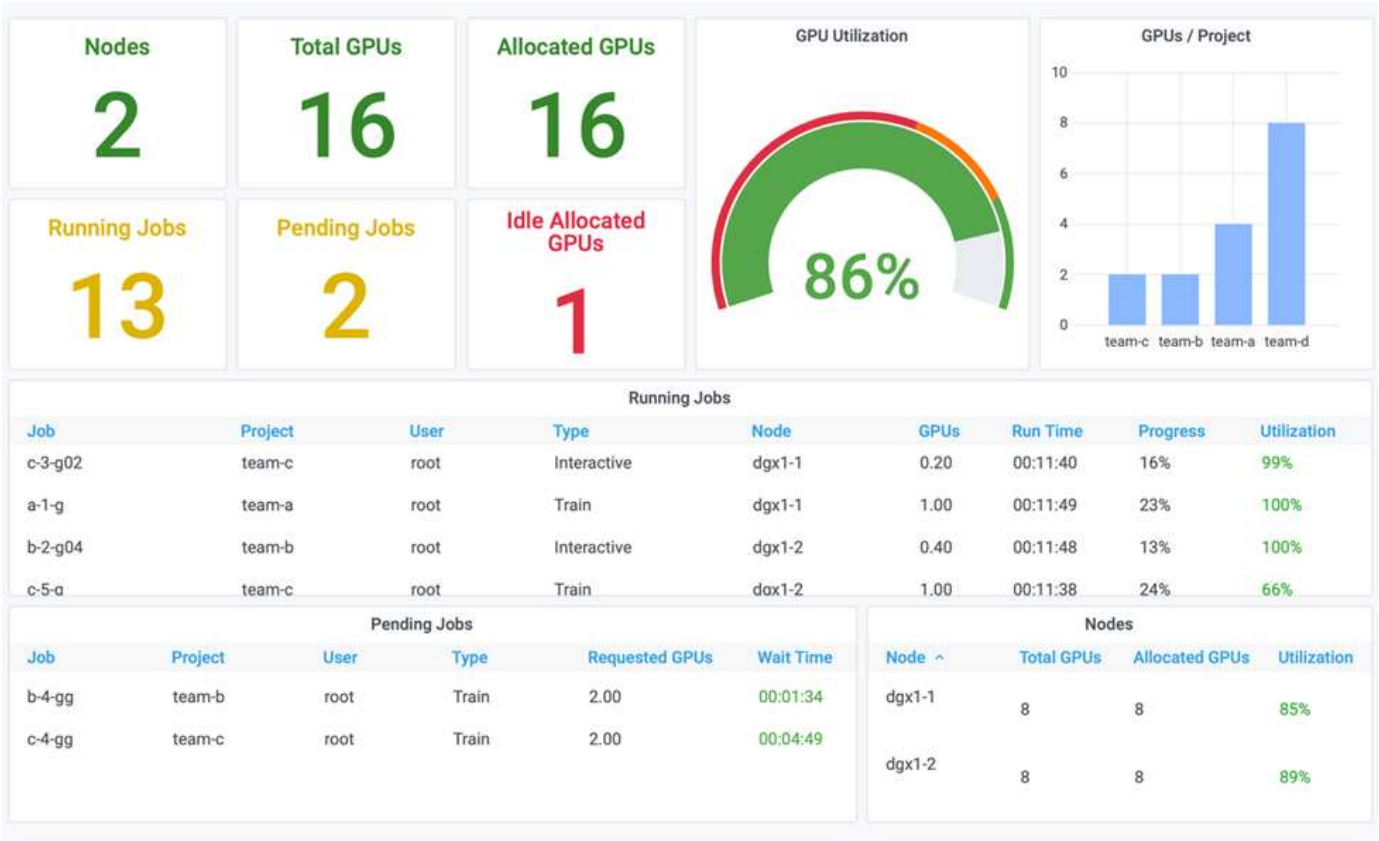 Nodes
2
Total GPUs
16
Allocated GPUs
16
Running Jobs
13
Pending Jobs
2
Idle Allocated
GPUs
1
GPU Utilization
86%
GPUs / Project
10
8
6
4
2
0
team-c team-b team-a team-d
Running Jobs
Job Project User Type Node GPUs Run Time Progress Utilization
c-3-g02 team-c root Interactive dgx1-1 0.20 00:11:40 16% 99%
a-1-g team-a root Train dgx1-1 1.00 00:11:49 23% 100%
b-2-g04 team-b root Interactive dgx1-2 0.40 00:11:48 13% 100%
c-5-g team-c root Train dgx1-2 1.00 00:11:38 24% 66%
Pending Jobs
Job Project User Type Requested GPUs Wait Time
b-4-gg team-b root Train 2.00 00:01:34
c-4-gg team-c root Train 2.00 00:04:49
Nodes
Node Total GPUs Allocated GPUs Utilization
dgx1-1 8 8 85%
dgx1-2 8 8 89%